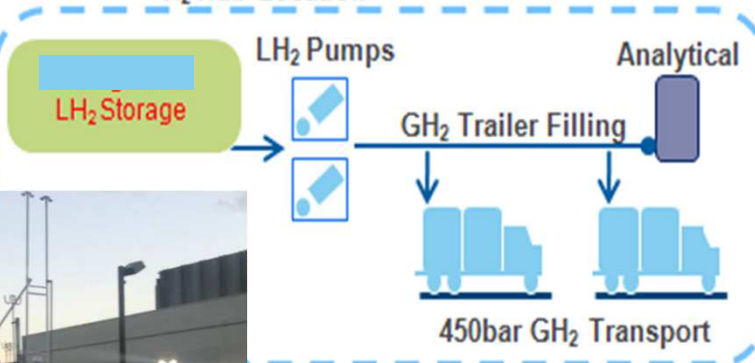 LH₂ Pumps
Analytical
LH₂ Storage
GH₂ Trailer Filling
450bar GH₂ Transport